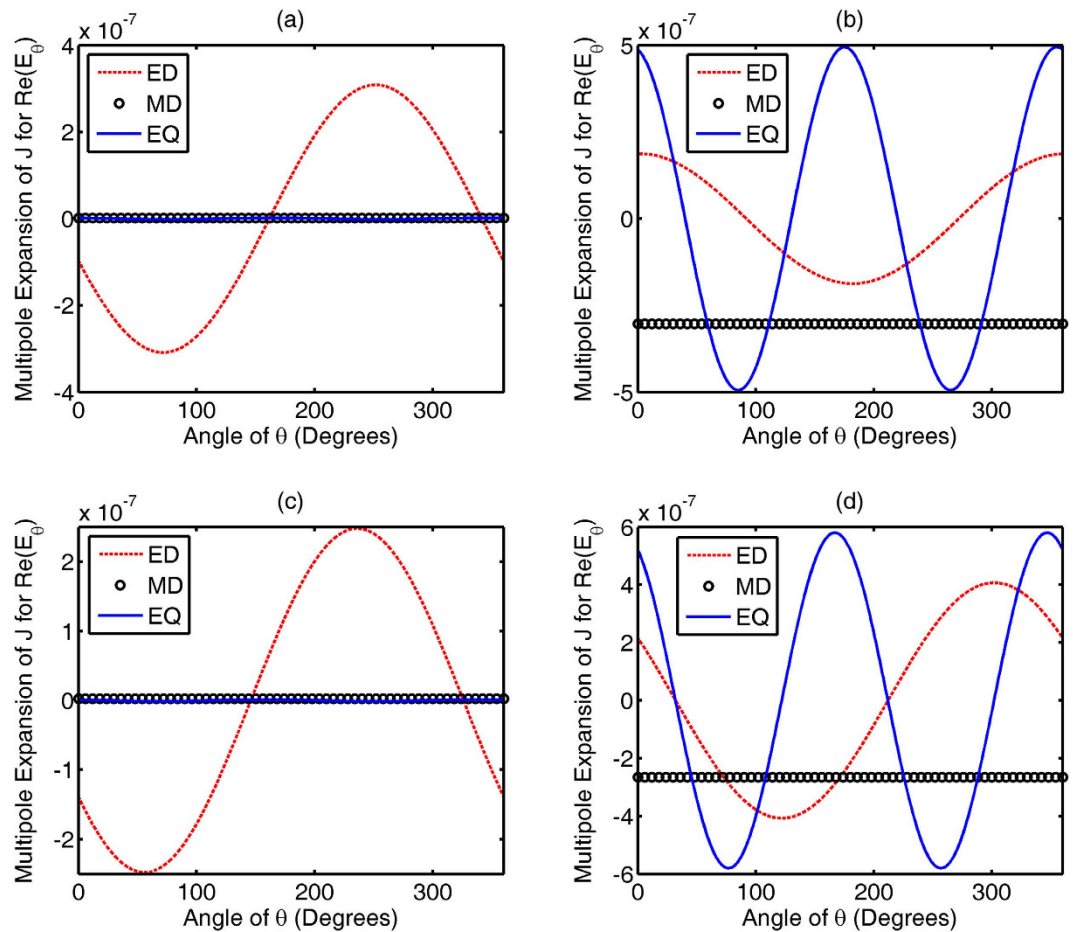 (a)
x 10-7
Multipole Expansion of J for Re(Eθ)
4
2
0
-2
-4
ED
MD
EQ
0
100
200
300
Angle of θ (Degrees)
(b)
x 10-7
Multipole Expansion of J for Re(Eθ)
5
0
-5
ED
MD
EQ
0
100
200
300
Angle of θ (Degrees)
(c)
x 10-7
Multipole Expansion of J for Re(Eθ)
2
1
0
-1
-2
ED
MD
EQ
0
100
200
300
Angle of θ (Degrees)
(d)
x 10-7
Multipole Expansion of J for Re(Eθ)
6
4
2
0
-2
-4
-6
ED
MD
EQ
0
100
200
300
Angle of θ (Degrees)